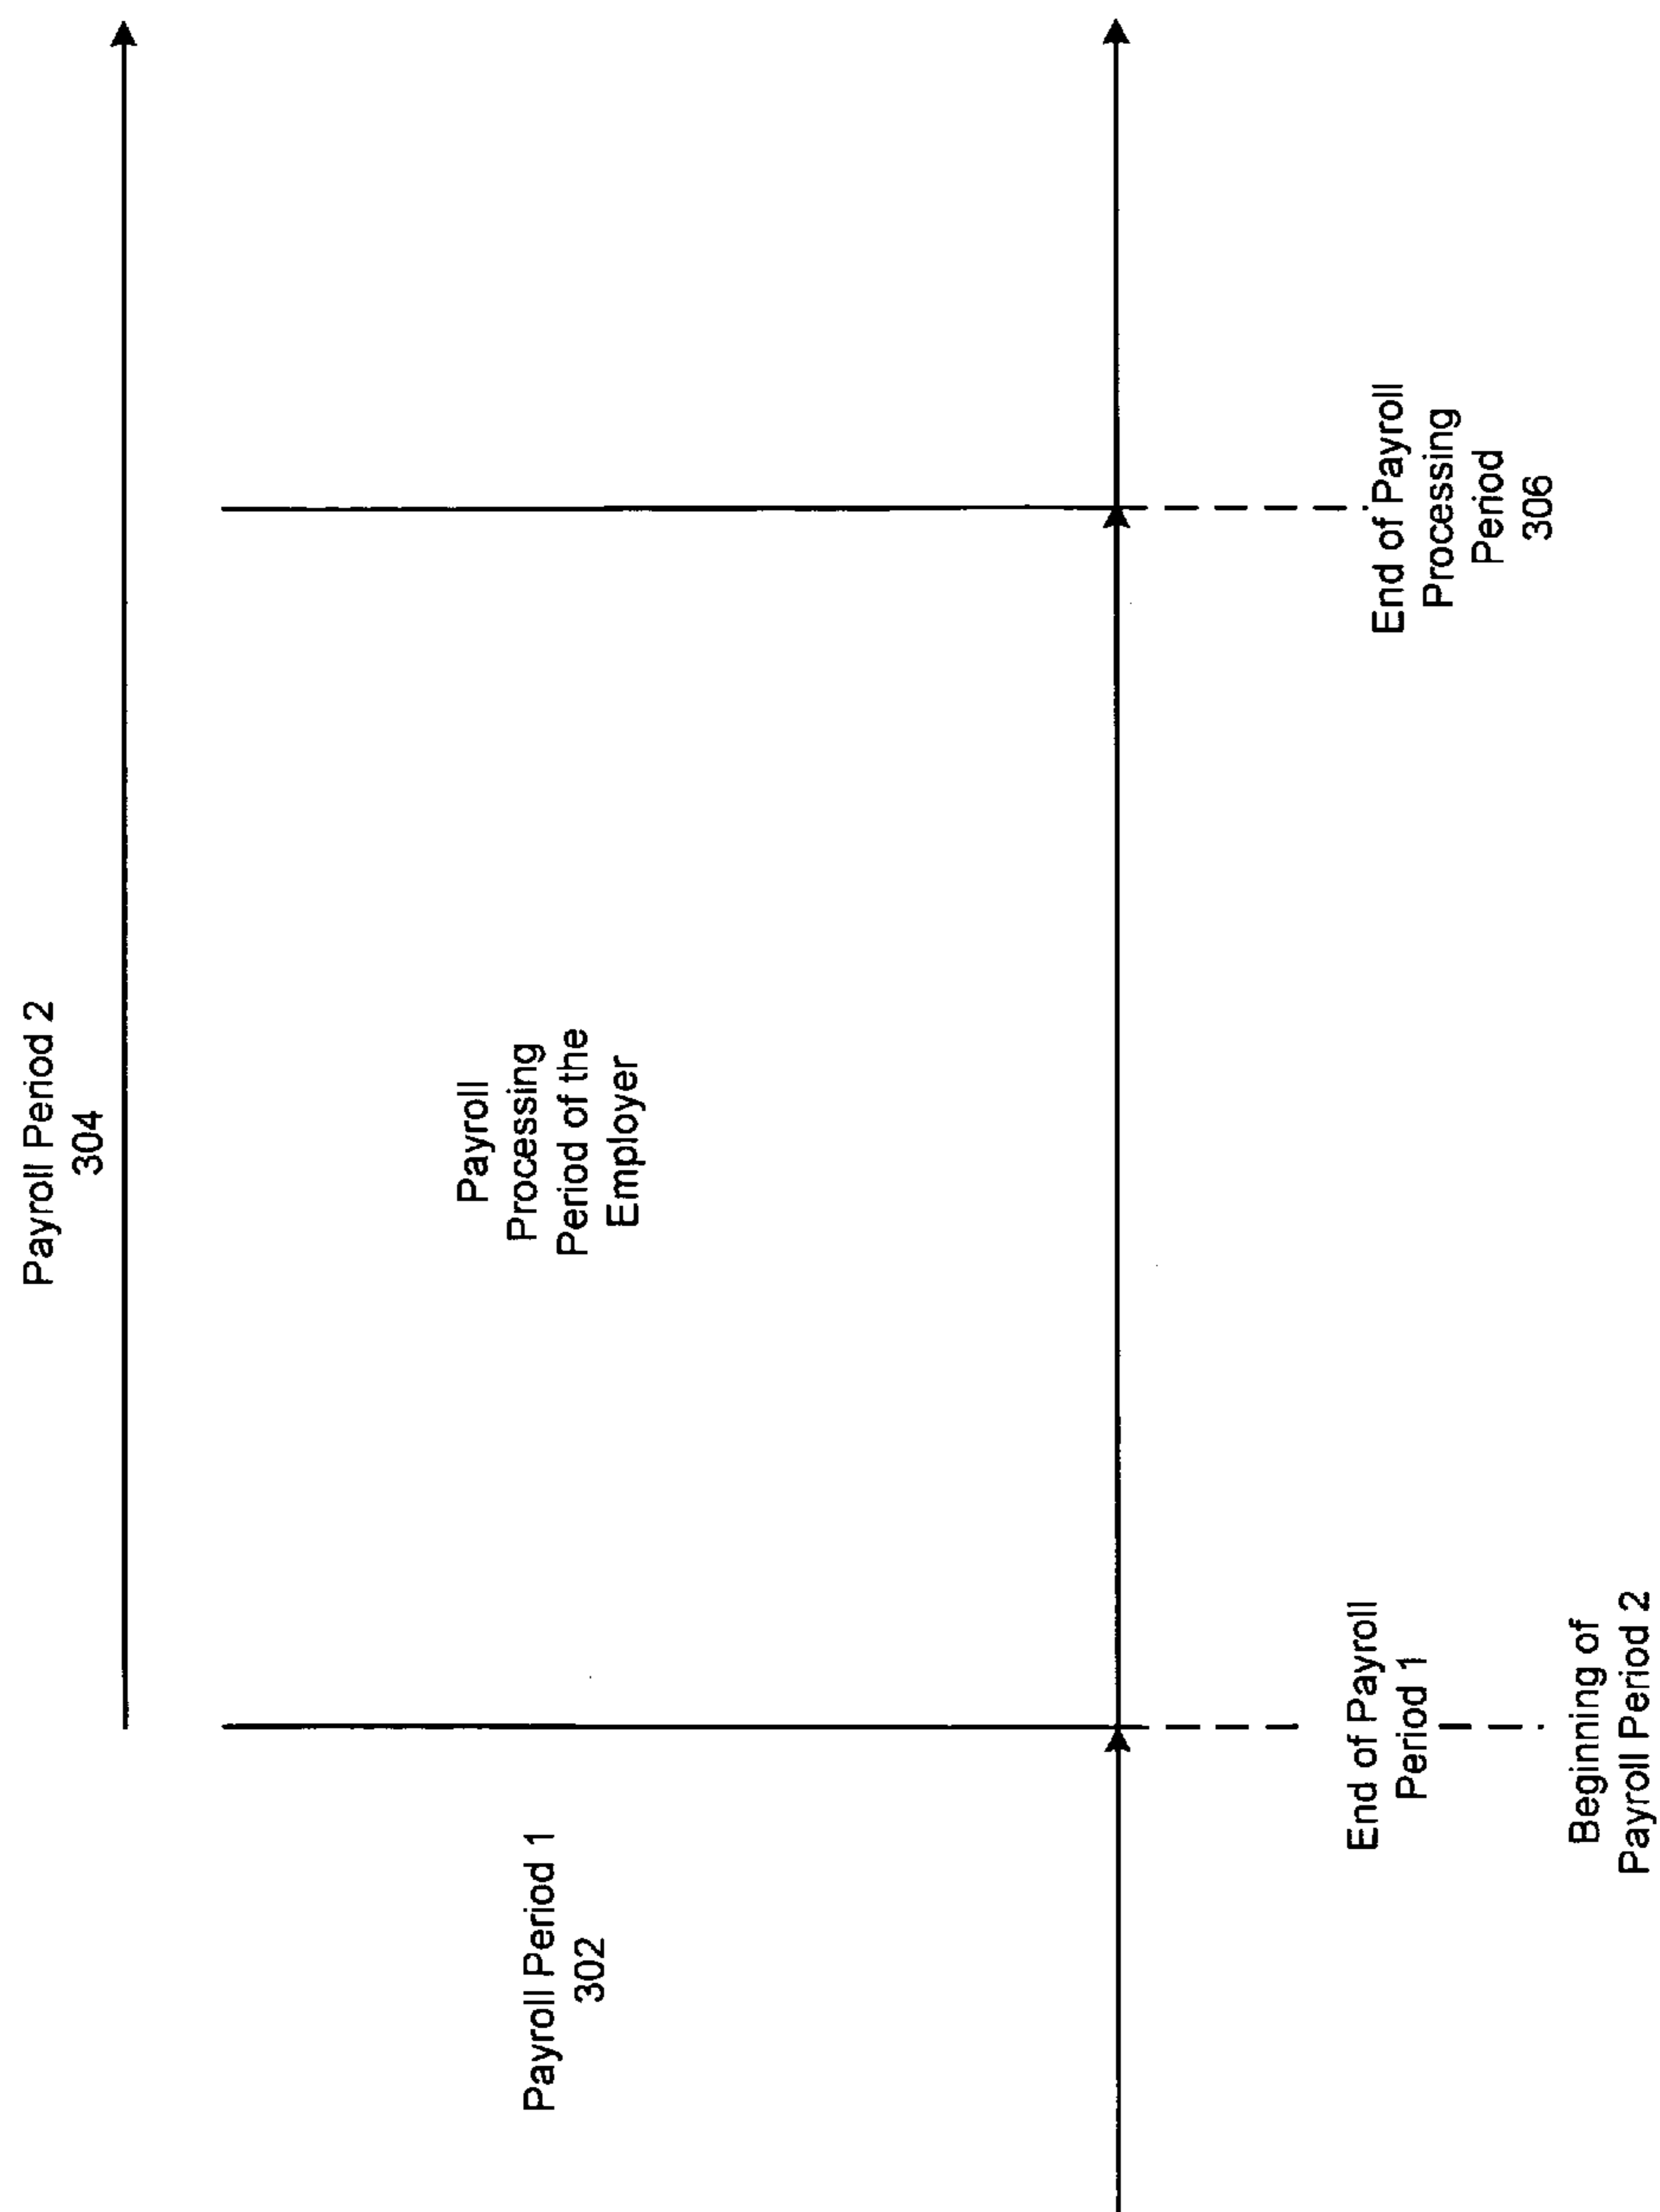 Payroll Period 2
304
Payroll Period 1
302
Payroll
Processing
Period of the
Employer
End of Payroll
Period 1
Beginning of
Payroll Period 2
End of Payroll
Processing
Period
306